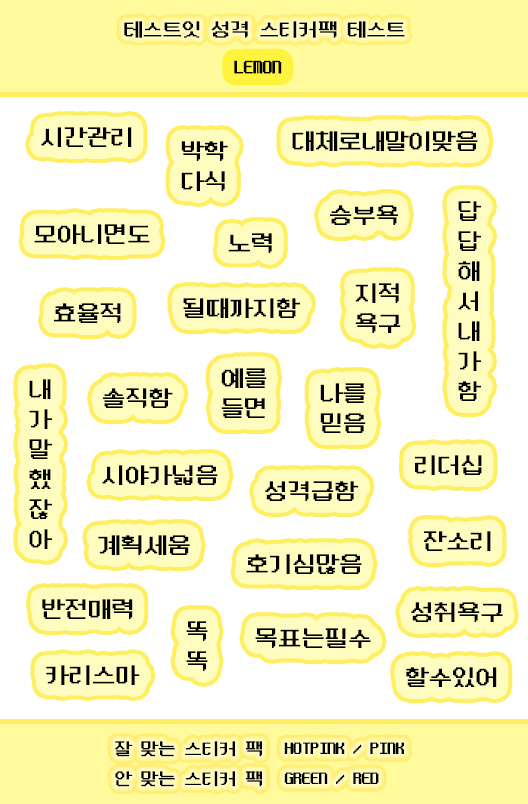 테스트잇 성격 스티커팩 테스트
LEMON
시간관리
박학
다식
대체로내말이맞음
모아니면도
노력
승부욕
답
답
해
서
내
가
함
효율적
될때까지함
지적
욕구
내
가
말
했
잖
아
솔직함
예를
들면
나를
믿음
시야가넓음
성격급함
리더십
계획세움
호기심많음
잔소리
반전매력
똑
똑
목표는필수
성취욕구
카리스마
할수있어
잘 맞는 스티커 팩 HOTPINK / PINK
안 맞는 스티커 팩 GREEN / RED